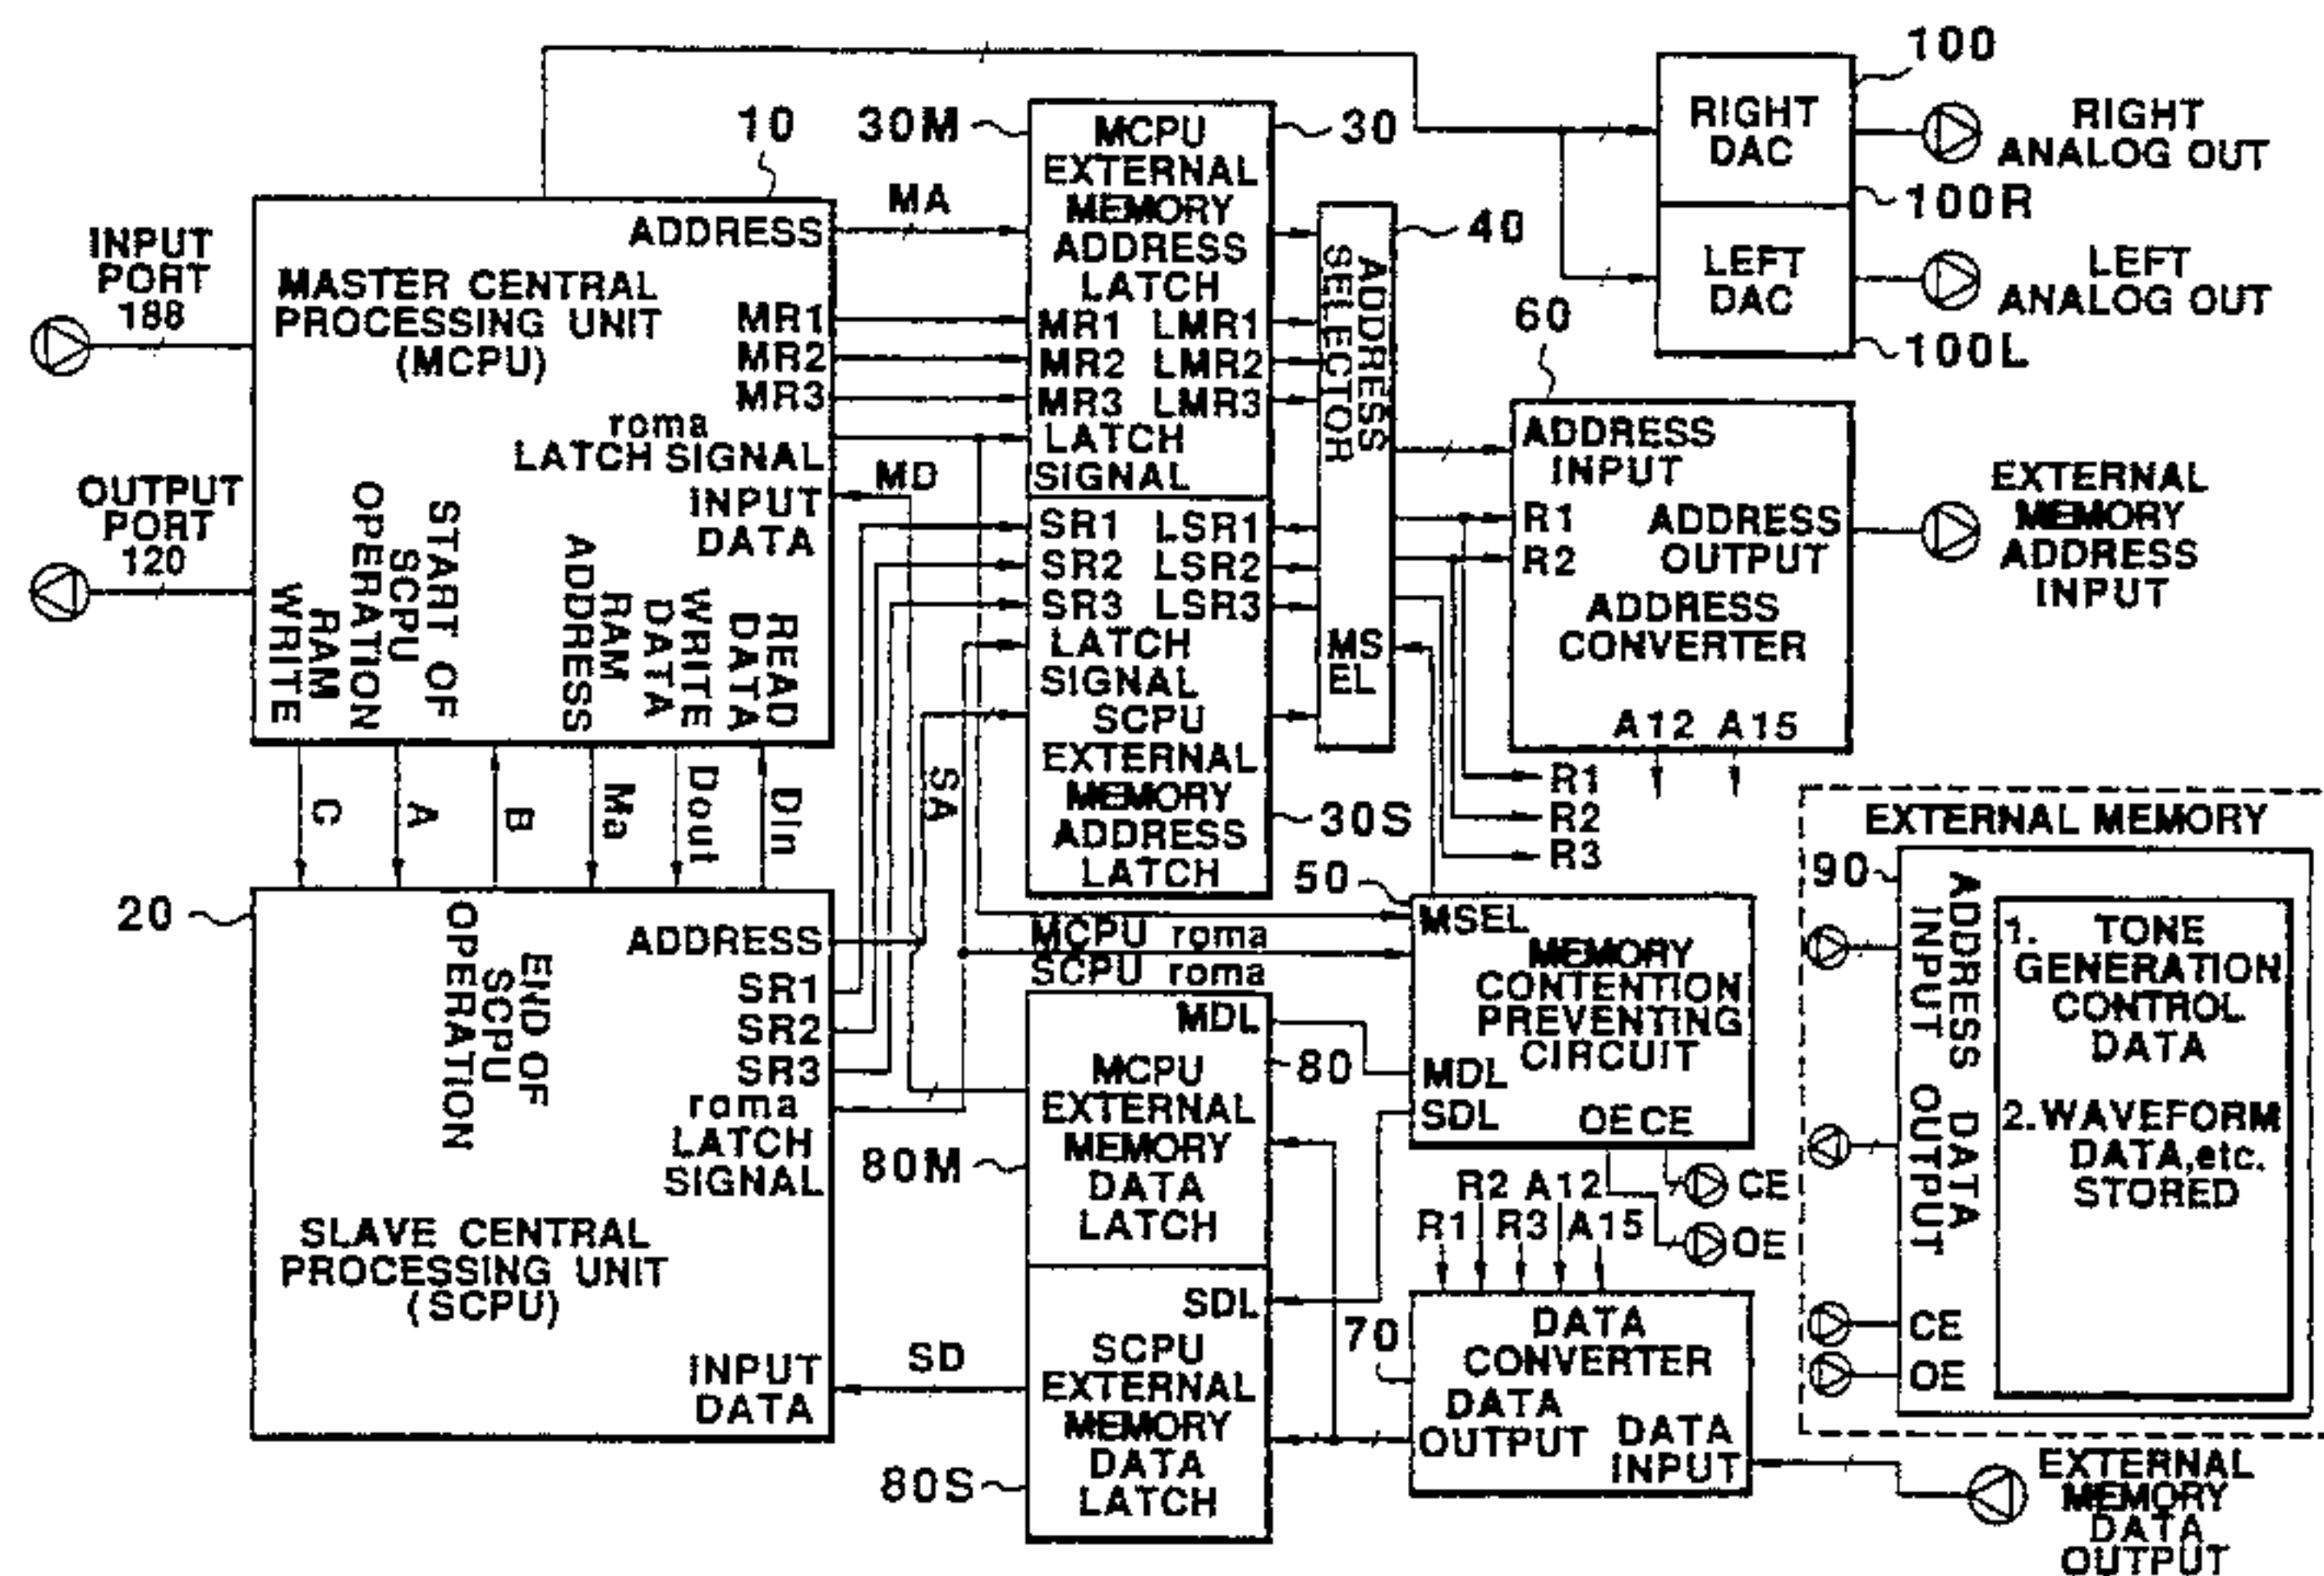 100
RIGHT
DAC
RIGHT
ANALOG OUT
100R
LEFT
DAC
LEFT
ANALOG OUT
100L
10
INPUT
PORT
188
OUTPUT
PORT
120
MASTER CENTRAL
PROCESSING UNIT
(MCPU)
ADDRESS
MR1
MR2
MR3
roma
LATCH SIGNAL
INPUT
DATA
WRITE
RAM
OPERATION
SCPU
START OF
ADDRESS
RAM
DATA
WRITE
DATA
READ
MA
MD
C
A
B
Ma
Dout
DIn
30M
30
MCPU
EXTERNAL
MEMORY
ADDRESS
LATCH
MR1 LMR1
MR2 LMR2
MR3 LMR3
LATCH
SIGNAL
SR1 LSR1
SR2 LSR2
SR3 LSR3
LATCH
SIGNAL
SCPU
EXTERNAL
MEMORY
ADDRESS
LATCH
30S
SA
40
ADDRESS
SELECTOR
MS
EL
60
ADDRESS
INPUT
R1
R2
ADDRESS
OUTPUT
ADDRESS
CONVERTER
A12 A15
EXTERNAL
MEMORY
ADDRESS
INPUT
R1
R2
R3
20
ADDRESS
SR1
SR2
SR3
roma
LATCH
SIGNAL
OPERATION
SCPU
END OF
SLAVE CENTRAL
PROCESSING UNIT
(SCPU)
INPUT
DATA
SD
MCPU roma
SCPU roma
50
MSEL
MEMORY
CONTENTION
PREVENTING
CIRCUIT
MDL
SDL
OE CE
CE
OE
80
MDL
MCPU
EXTERNAL
MEMORY
DATA
LATCH
80M
SDL
SCPU
EXTERNAL
MEMORY
DATA
LATCH
80S
R2 A12
R1 R3 A15
70
DATA
CONVERTER
DATA
OUTPUT
DATA
INPUT
EXTERNAL MEMORY
90
ADDRESS
INPUT
DATA
OUTPUT
CE
OE
1. TONE
GENERATION
CONTROL
DATA
2. WAVEFORM
DATA, etc.
STORED
EXTERNAL
MEMORY
DATA
OUTPUT